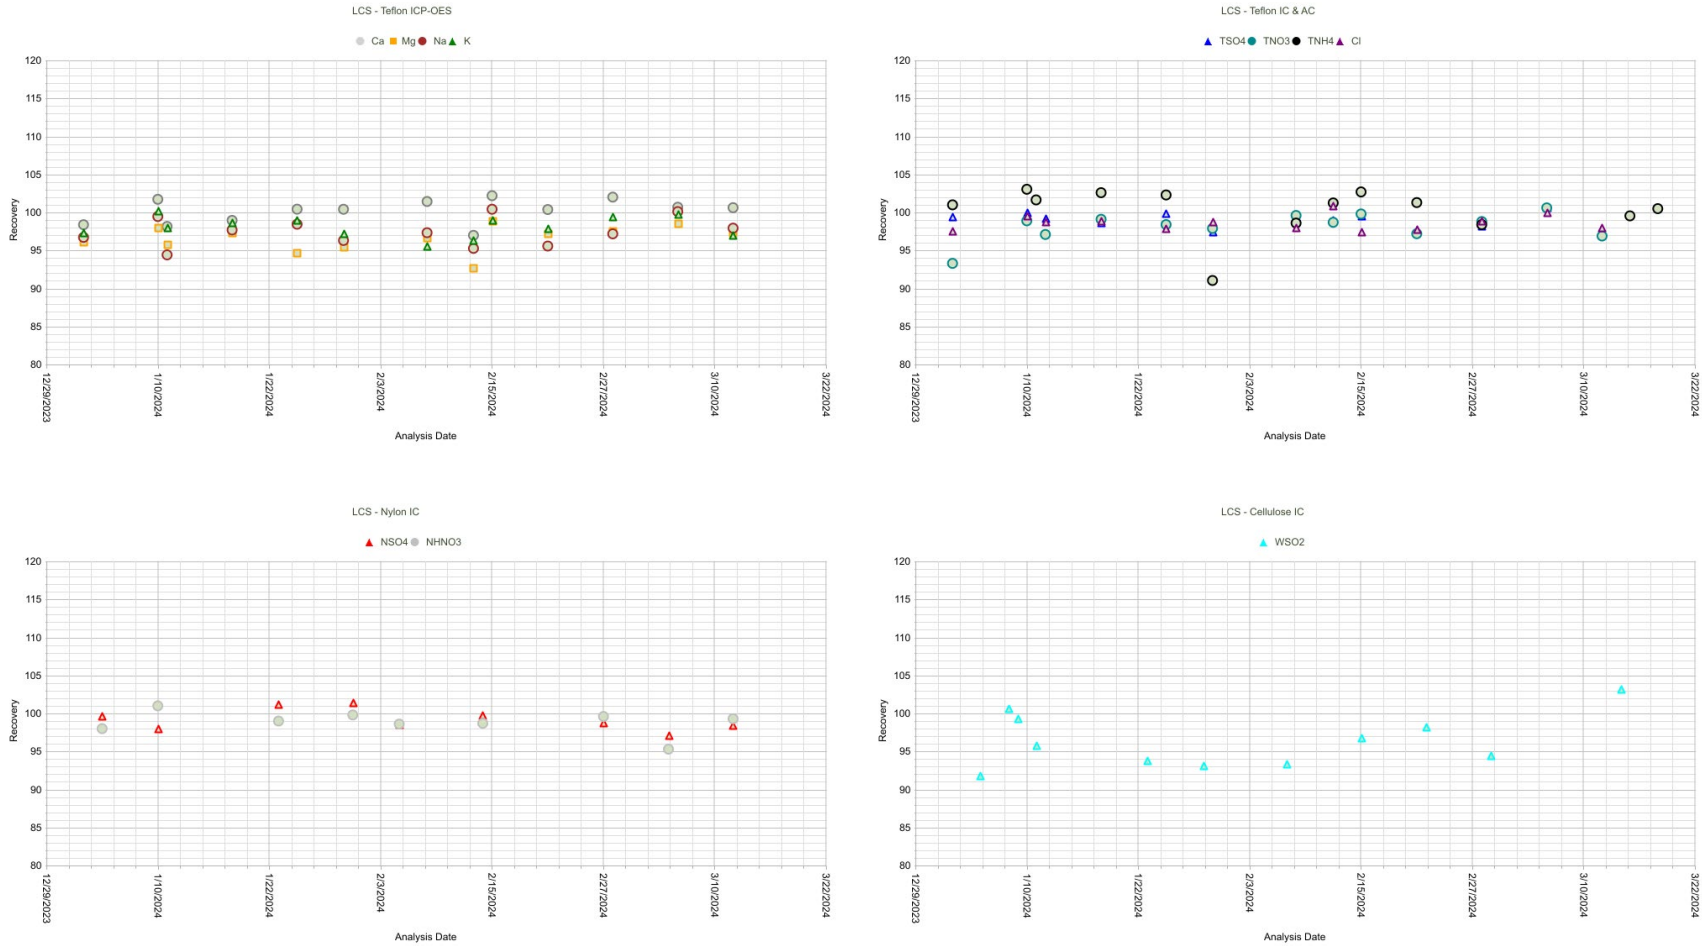 LCS - Teflon ICP-OES
Ca Mg Na K
120
115
110
105
100
95
90
85
80
Recovery
12/29/2023 1/10/2024 1/22/2024 2/3/2024 2/15/2024 2/27/2024 3/10/2024 3/22/2024
Analysis Date
LCS - Teflon IC & AC
TSO4 TNO3 TNH4 Cl
120
115
110
105
100
95
90
85
80
Recovery
12/29/2023 1/10/2024 1/22/2024 2/3/2024 2/15/2024 2/27/2024 3/10/2024 3/22/2024
Analysis Date
LCS - Nylon IC
NSO4 NHNO3
120
115
110
105
100
95
90
85
80
Recovery
12/29/2023 1/10/2024 1/22/2024 2/3/2024 2/15/2024 2/27/2024 3/10/2024 3/22/2024
Analysis Date
LCS - Cellulose IC
WSO2
120
115
110
105
100
95
90
85
80
Recovery
12/29/2023 1/10/2024 1/22/2024 2/3/2024 2/15/2024 2/27/2024 3/10/2024 3/22/2024
Analysis Date